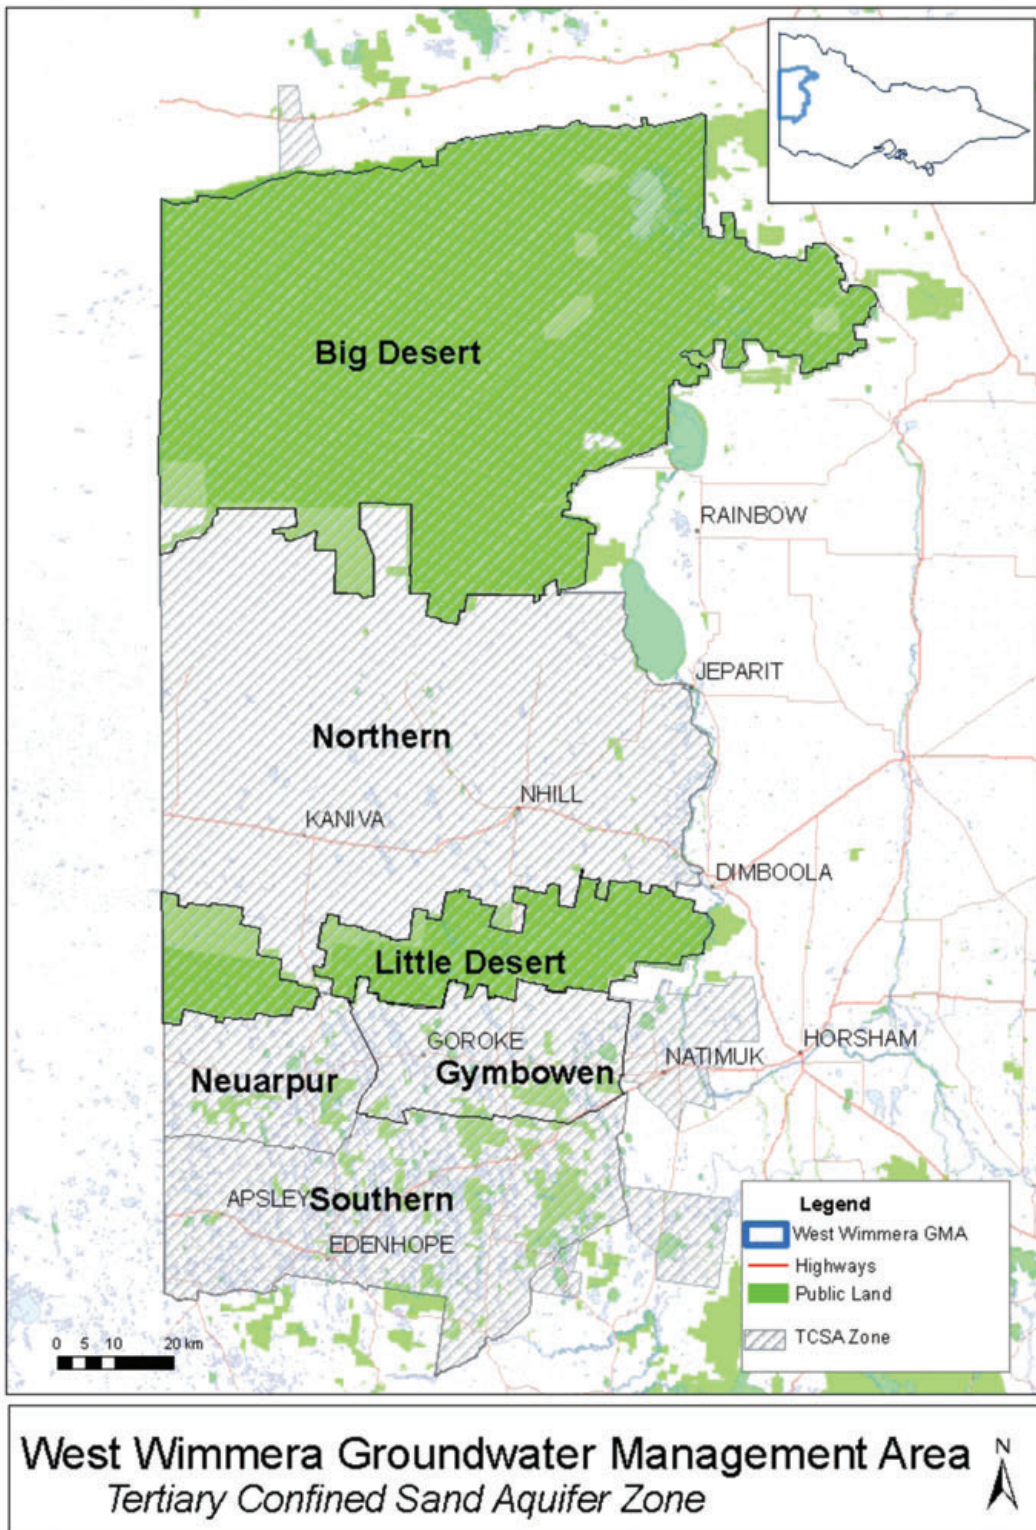 Big Desert
RAINBOW
JEPARIT
Northern
NHILL
KANIVA
DIMBOOLA
Little Desert
GOROKE
HORSHAM
NATIMUK
Neuarpur
Gymbowen
APSLEY
Southern
EDENHOPE
Legend
West Wimmera GMA
Highways
Public Land
TCSA Zone
0 5 10 20 km
West Wimmera Groundwater Management Area
Tertiary Confined Sand Aquifer Zone
N